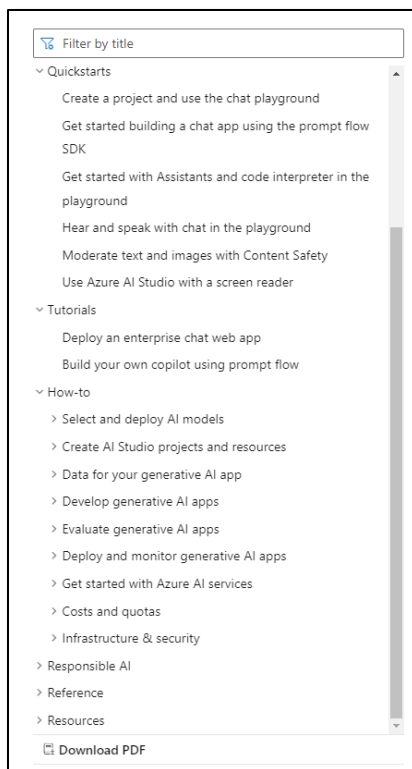 Filter by title
Quickstarts
Create a project and use the chat playground
Get started building a chat app using the prompt flow
SDK
Get started with Assistants and code interpreter in the
playground
Hear and speak with chat in the playground
Moderate text and images with Content Safety
Use Azure AI Studio with a screen reader
Tutorials
Deploy an enterprise chat web app
Build your own copilot using prompt flow
How-to
Select and deploy AI models
Create AI Studio projects and resources
Data for your generative AI app
Develop generative AI apps
Evaluate generative AI apps
Deploy and monitor generative AI apps
Get started with Azure AI services
Costs and quotas
Infrastructure & security
Responsible AI
Reference
Resources
Download PDF